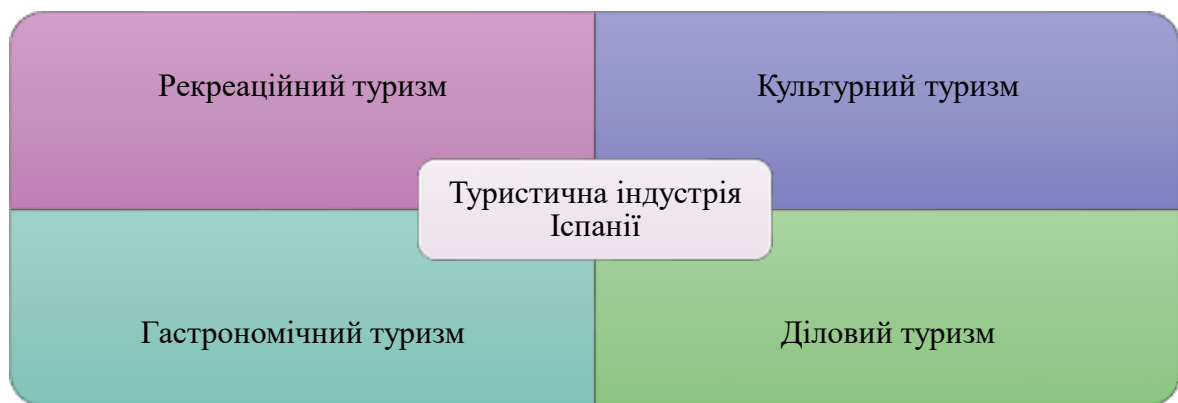 Рекреаційний туризм
Культурний туризм
Туристична індустрія
Іспанії
Гастрономічний туризм
Діловий туризм